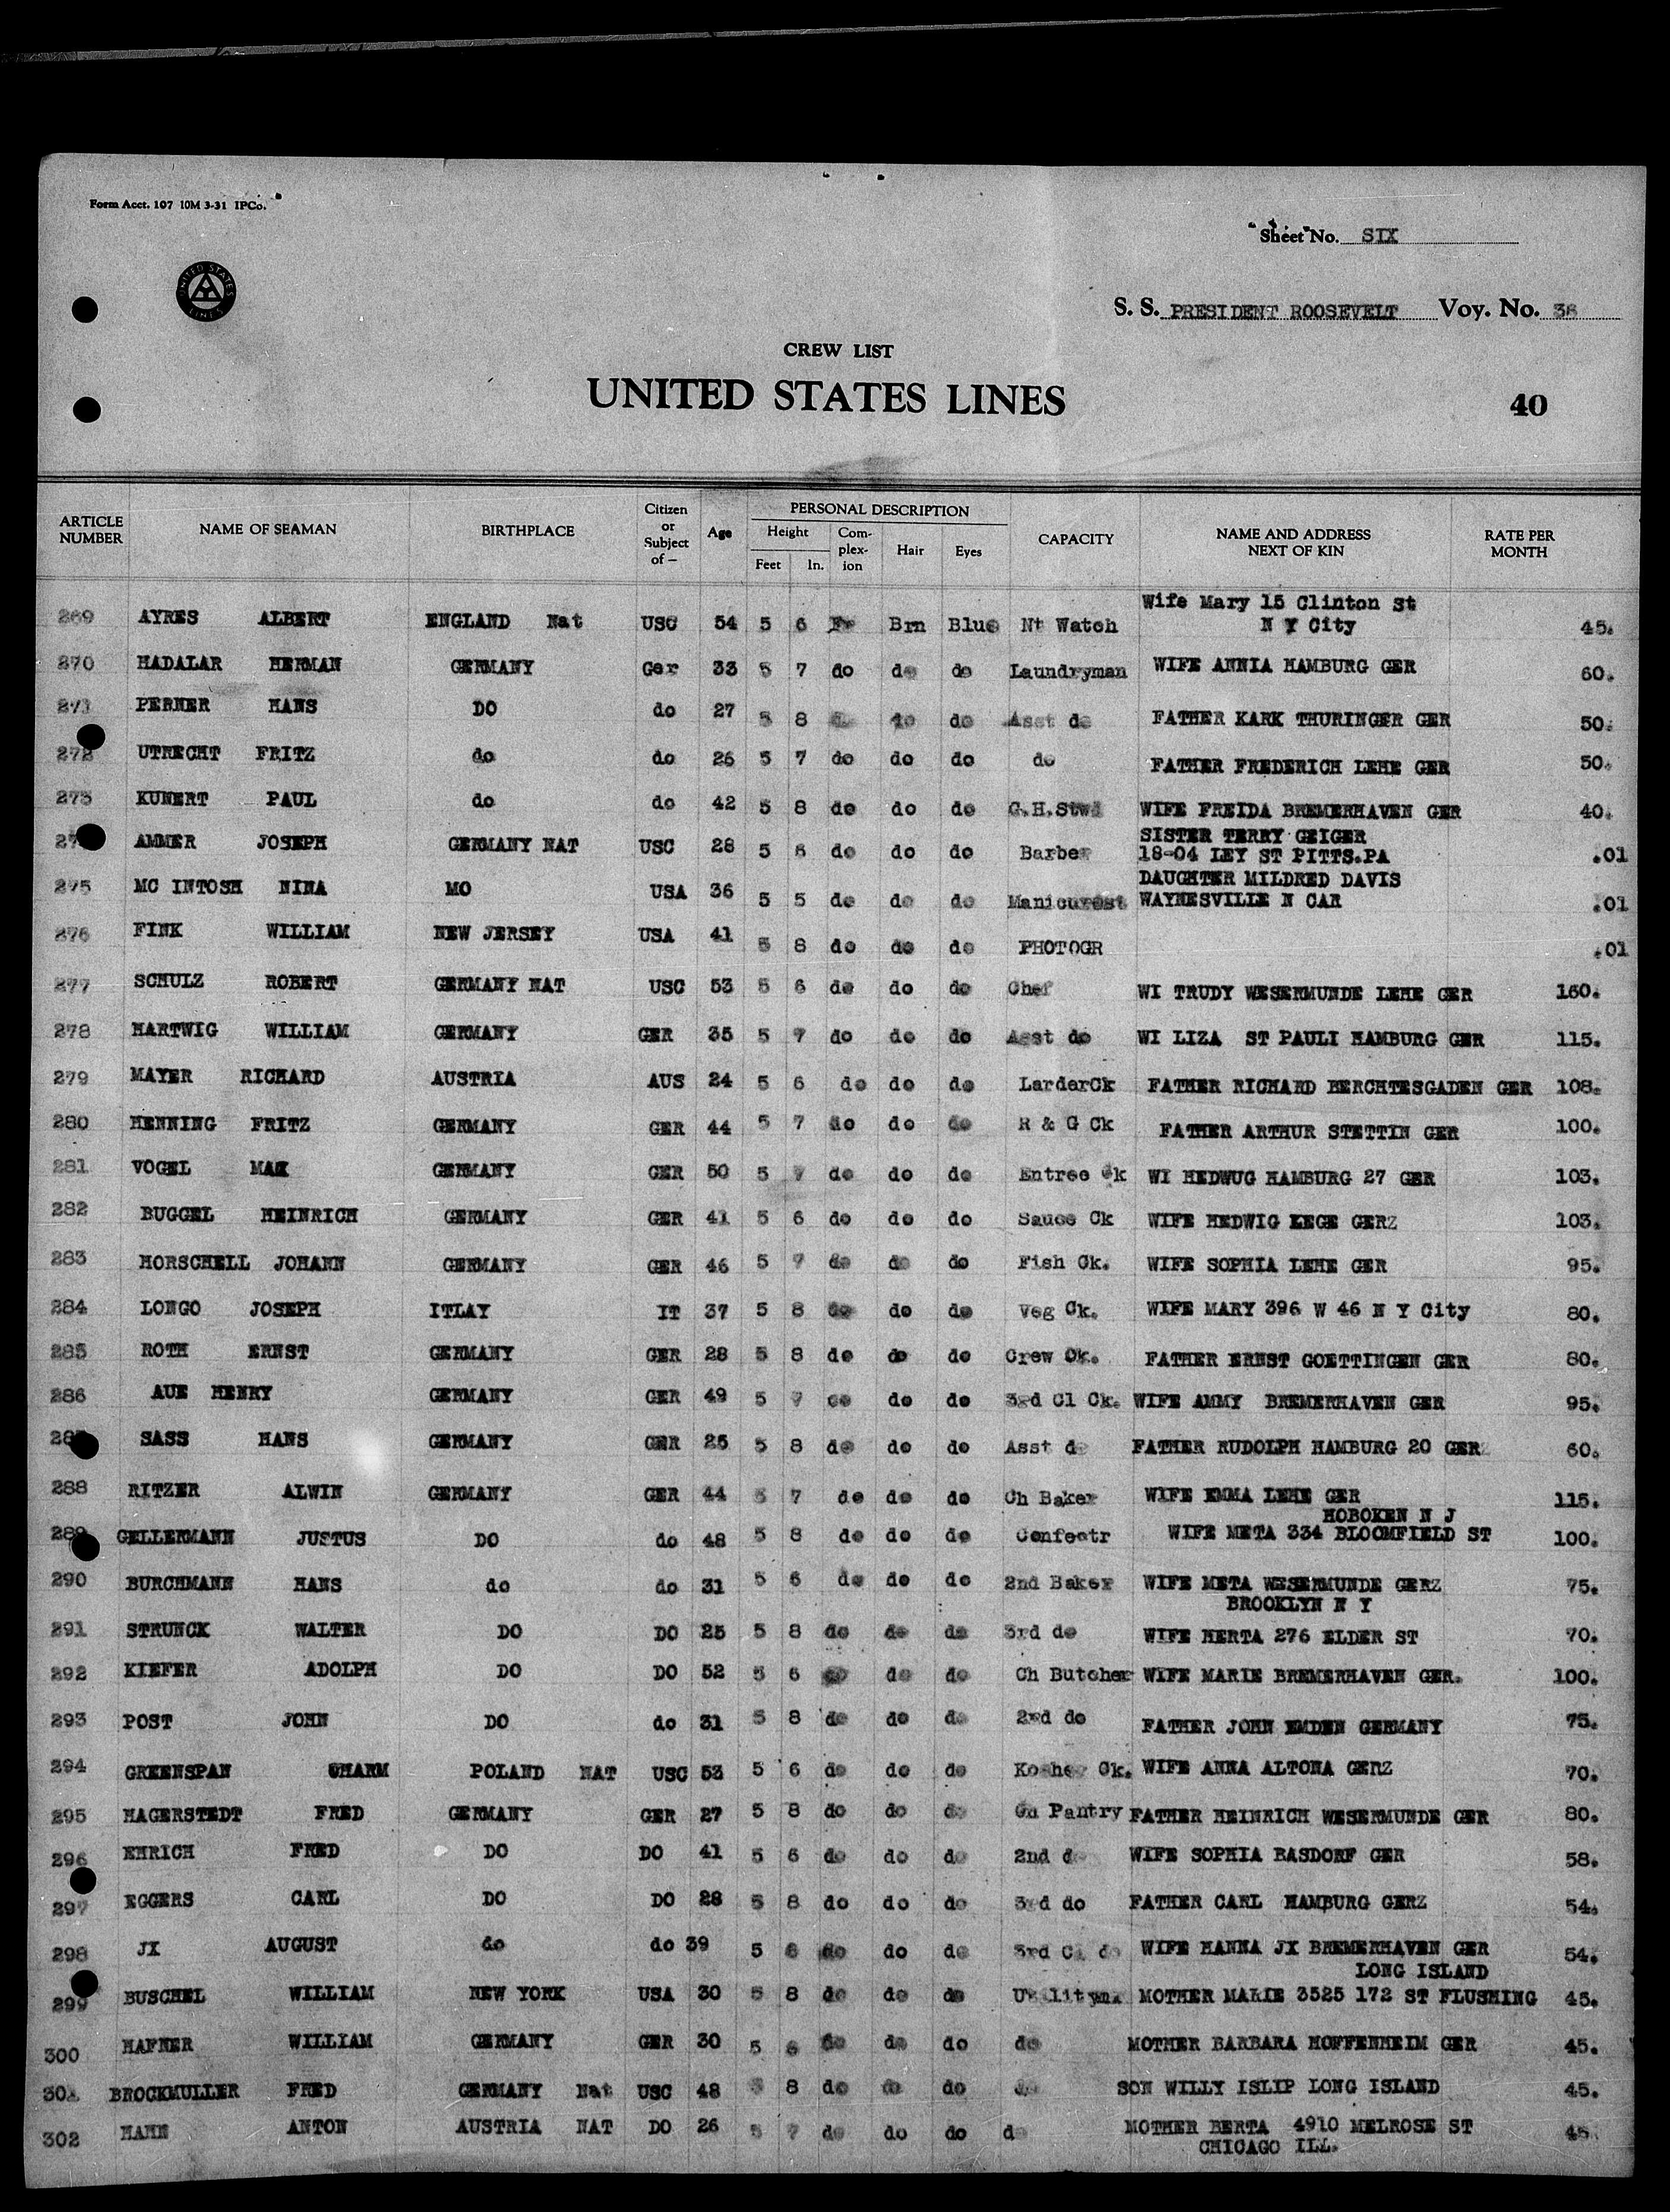 Form Acct. 107 10M 3-31 IPCo.
Sheet No. SIX
UNITED STATES LINES
S. S. PRESIDENT ROOSEVELT Voy. No. 38
CREW LIST
UNITED STATES LINES 40
ARTICLE NUMBER NAME OF SEAMAN BIRTHPLACE Citizen or Subject of — Age PERSONAL DESCRIPTION Height Feet In. Com-plex-ion Hair Eyes CAPACITY NAME AND ADDRESS NEXT OF KIN RATE PER MONTH
Wife Mary 15 Clinton St
269 AYRES ALBERT ENGLAND Nat USC 54 5 6 Fr Brn Blue Nt Watch N Y City 45.
270 HADALAR HERMAN GERMANY Ger 33 5 7 do do do Laundryman WIFE ANNIA HAMBURG GER 60.
271 PERNER HANS DO do 27 5 8 do do do Asst do FATHER KARK THURINGER GER 50.
272 UTRECHT FRITZ do do 26 5 7 do do do do FATHER FREDERICH LEHE GER 50.
273 KUNERT PAUL do do 42 5 8 do do do G.H.Stwd WIFE FREIDA BREMERHAVEN GER 40.
SISTER TERRY GEIGER
AMMER JOSEPH GERMANY NAT USC 28 5 6 do do do Barber 18-04 LEY ST PITTS.PA .01
DAUGHTER MILDRED DAVIS
275 MC INTOSH NINA MO USA 36 5 5 do do do Manicurest WAYNESVILLE N CAR .01
276 FINK WILLIAM NEW JERSEY USA 41 5 8 do do do PHOTOGR .01
277 SCHULZ ROBERT GERMANY NAT USC 53 5 6 do do do Chef WI TRUDY WESERMUNDE LEHE GER 160.
278 HARTWIG WILLIAM GERMANY GER 35 5 7 do do do Asst do WI LIZA ST PAULI HAMBURG GER 115.
279 MAYER RICHARD AUSTRIA AUS 24 5 6 do do do LarderCk FATHER RICHARD BERCHTESGADEN GER 108.
280 HENNING FRITZ GERMANY GER 44 5 7 do do do R & G Ck FATHER ARTHUR STETTIN GER 100.
281 VOGEL MAX GERMANY GER 50 5 7 do do do Entree Ck WI HEDWUG HAMBURG 27 GER 103.
282 BUGGEL HEINRICH GERMANY GER 41 5 6 do do do Sauce Ck WIFE HEDWIG LEGE GERZ 103.
283 HORSCHELL JOHANN GERMANY GER 46 5 7 do do do Fish Ck. WIFE SOPHIA LEHE GER 95.
284 LONGO JOSEPH ITLAY IT 37 5 8 do do do Veg Ck. WIFE MARY 396 W 46 N Y City 80.
285 ROTH ERNST GERMANY GER 28 5 8 do do do Crew Ck. FATHER ERNST GOETTINGEN GER 80.
286 AUE HENRY GERMANY GER 49 5 7 do do do 3rd Cl Ck. WIFE AMMY BREMERHAVEN GER 95.
287 SASS HANS GERMANY GER 25 5 8 do do do Asst do FATHER RUDOLPH HAMBURG 20 GERZ 60.
288 RITZER ALWIN GERMANY GER 44 5 7 do do do Ch Baker WIFE EMMA LEHE GER 115.
HOBOKEN N J
289 GELLERMANN JUSTUS DO do 48 5 8 do do do Confectr WIFE META 334 BLOOMFIELD ST 100.
290 BURCHMANN HANS do do 31 5 6 do do do 2nd Baker WIFE META WESERMUNDE GERZ 75.
BROOKLYN N Y
291 STRUNCK WALTER DO DO 25 5 8 do do do 3rd do WIFE HERTA 276 ELDER ST 70.
292 KIEFER ADOLPH DO DO 52 5 6 do do do Ch Butcher WIFE MARIE BREMERHAVEN GER. 100.
293 POST JOHN DO do 31 5 8 do do do 2nd do FATHER JOHN EMDEN GERMANY 75.
294 GREENSPAN CHARM POLAND NAT USC 53 5 6 do do do Kosher Ck. WIFE ANNA ALTONA GERZ 70.
295 HAGERSTEDT FRED GERMANY GER 27 5 8 do do do Ch Pantry FATHER HEINRICH WESERMUNDE GER 80.
296 EHRICH FRED DO DO 41 5 6 do do do 2nd do WIFE SOPHIA BASDORF GER 58.
297 EGGERS CARL DO DO 28 5 8 do do do 3rd do FATHER CARL HAMBURG GERZ 54.
298 JX AUGUST do do 39 5 6 do do do 3rd Cl do WIFE HANNA JX BREMERHAVEN GER 54.
LONG ISLAND
299 BUSCHEL WILLIAM NEW YORK USA 30 5 8 do do do Utilitymn MOTHER MARIE 3525 172 ST FLUSHING 45.
300 HAFNER WILLIAM GERMANY GER 30 5 6 do do do do MOTHER BARBARA HOFFENHEIM GER 45.
301 BROCKMULLER FRED GERMANY Nat USC 48 5 8 do do do do SON WILLY ISLIP LONG ISLAND 45.
302 HAHN ANTON AUSTRIA NAT DO 26 5 7 do do do do MOTHER BERTA 4910 MELROSE ST 45.
CHICAGO ILL.